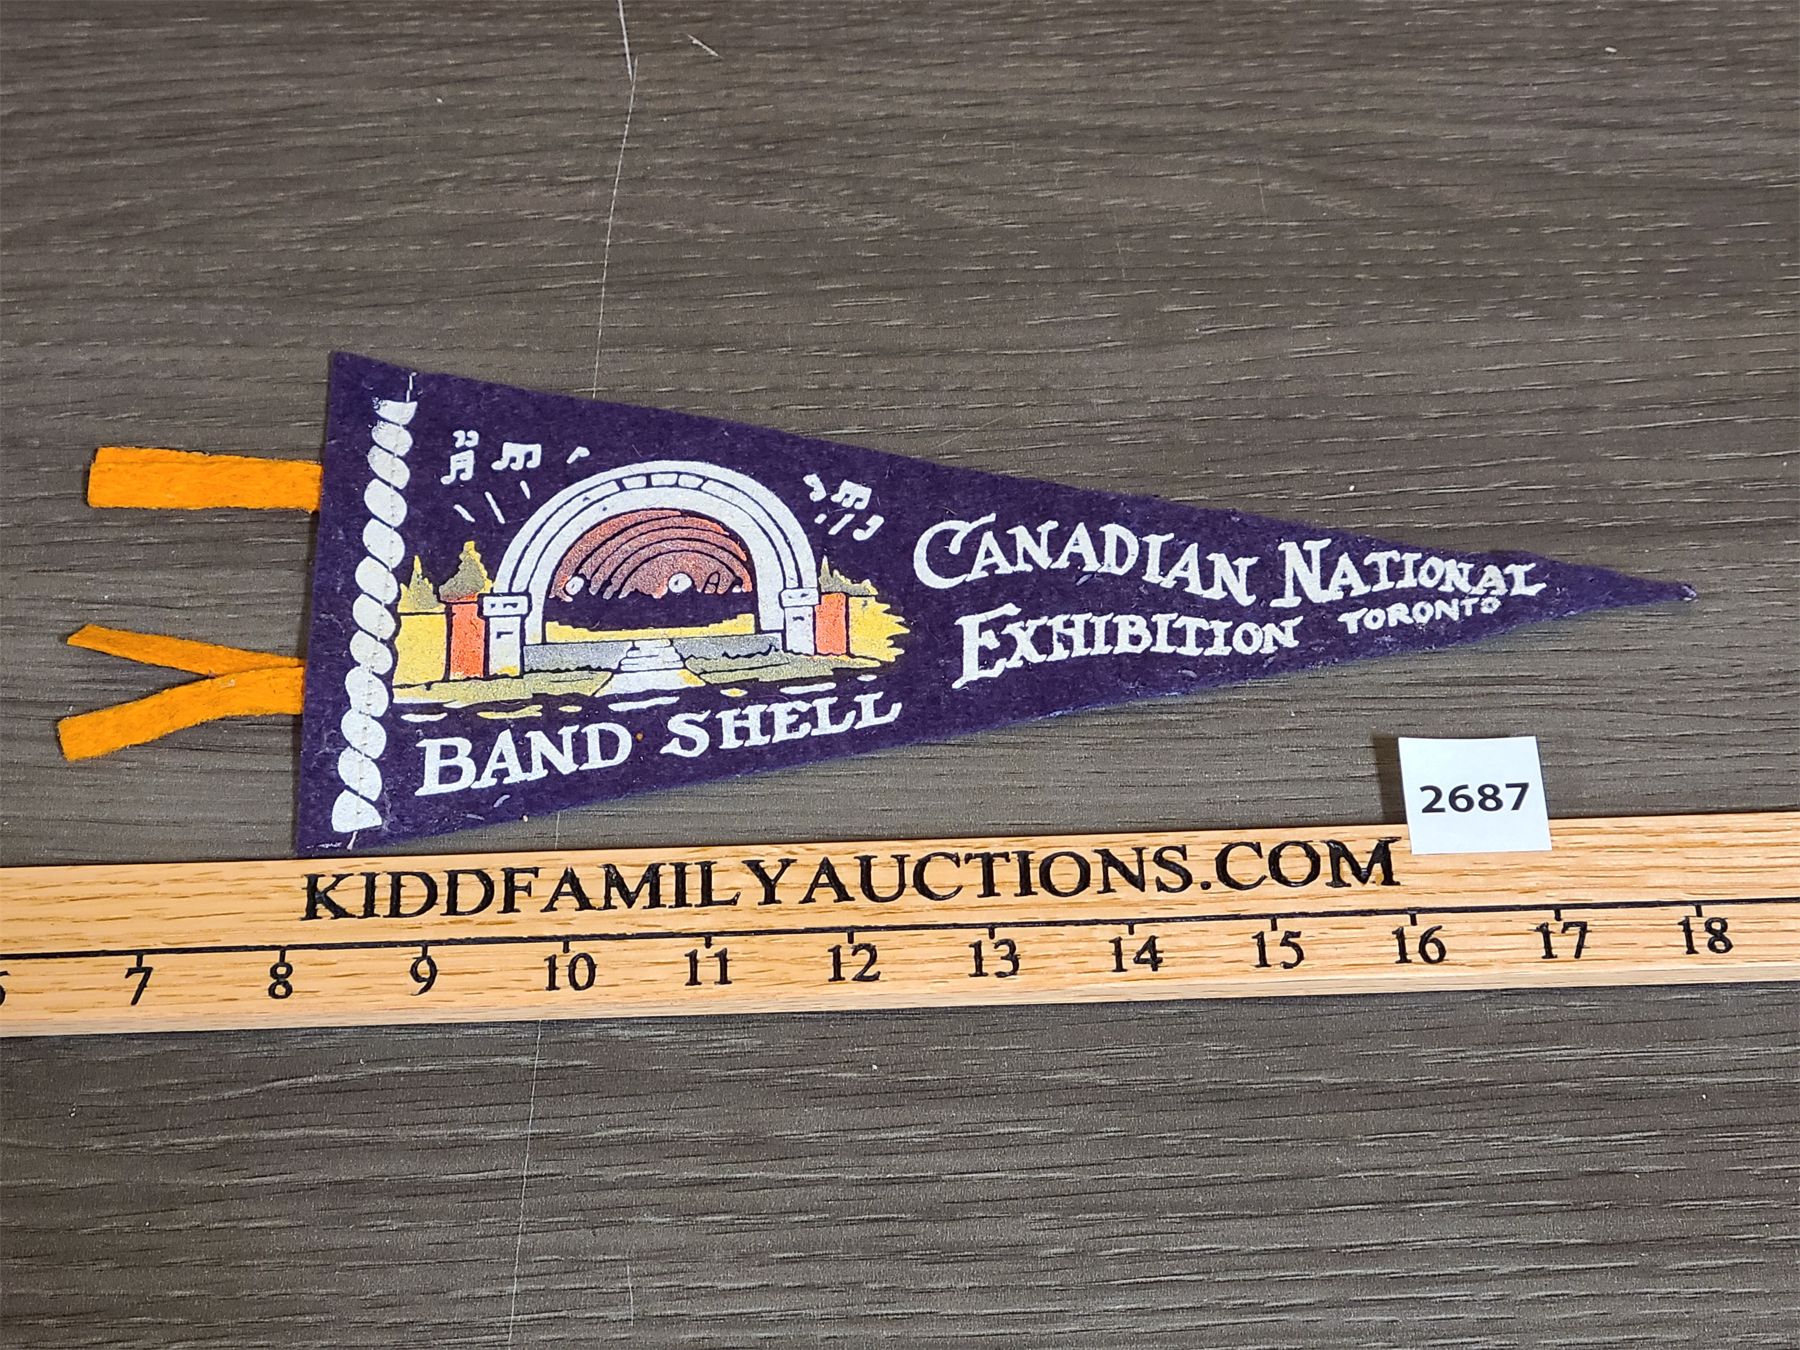 CANADIAN NATIONAL
EXHIBITION TORONTO
BAND SHELL
2687
KIDDFAMILYAUCTIONS.COM
7 8 9 10 11 12 13 14 15 16 17 18